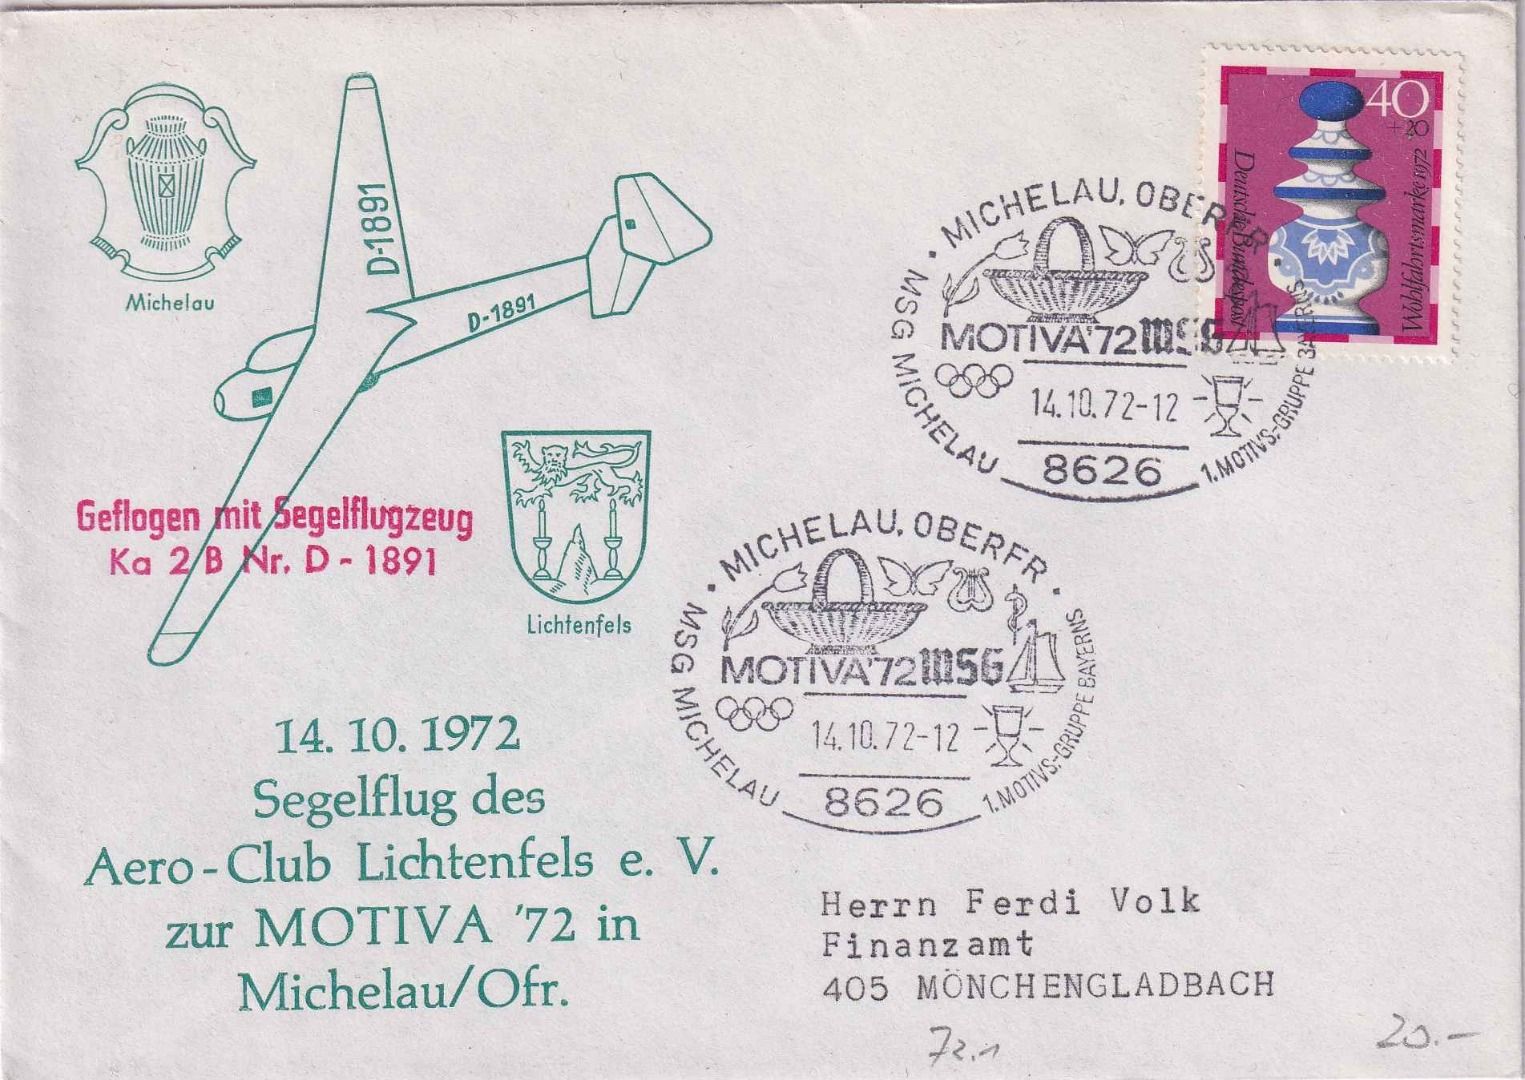 Michelau
D-1891
D-1891
Geflogen mit Segelflugzeug
Ka 2 B Nr. D - 1891
Lichtenfels
14. 10. 1972
Segelflug des
Aero-Club Lichtenfels e. V.
zur MOTIVA '72 in
Michelau/Ofr.
40
+20
Deutsche Bundespost
Wohlfahrtsmarke 1972
MICHELAU, OBERFR.
MOTIVA'72 MSG
14.10.72-12
8626
MSG MICHELAU
1.MOTIVS.-GRUPPE BAYERNS
MICHELAU, OBERFR.
MOTIVA'72 MSG
14.10.72-12
8626
MSG MICHELAU
1.MOTIVS.-GRUPPE BAYERNS
Herrn Ferdi Volk
Finanzamt
405 MÖNCHENGLADBACH
72.1
20.-